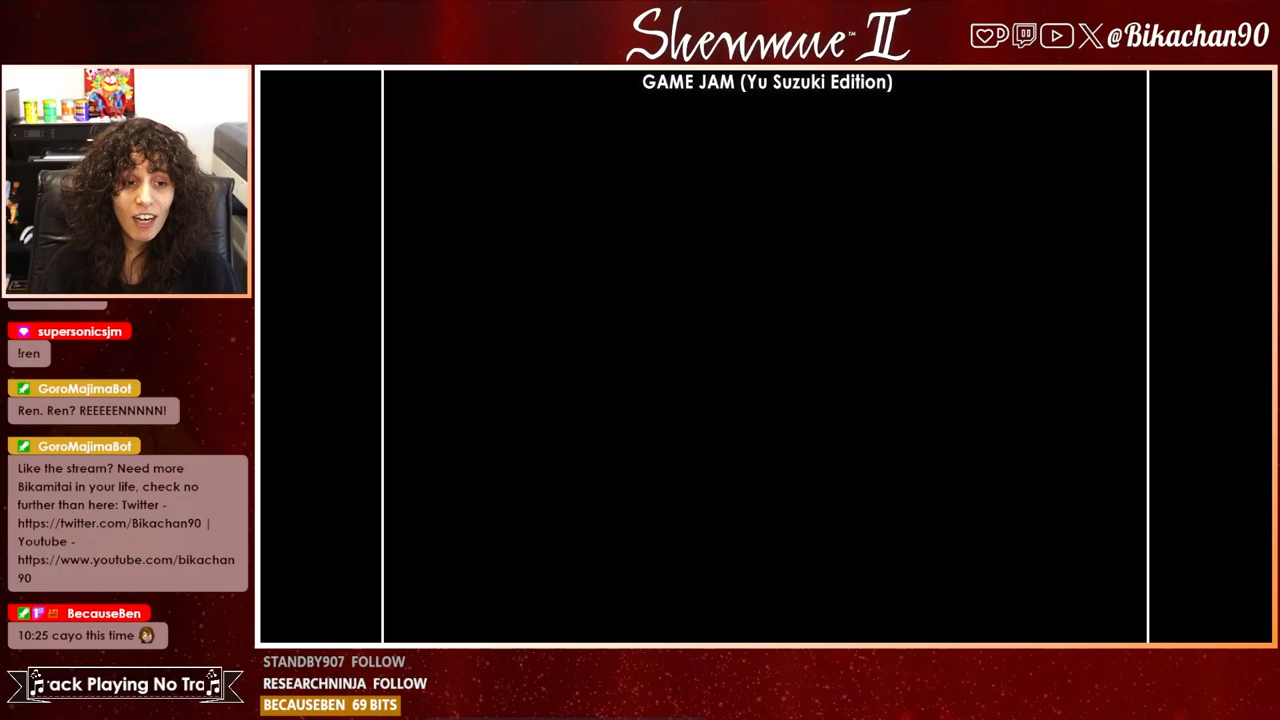 Shenmue™ II
@Bikachan90
GAME JAM (Yu Suzuki Edition)
supersonicsjm
!ren
GoroMajimaBot
Ren. Ren? REEEEENNNNN!
GoroMajimaBot
Like the stream? Need more
Bikamitai in your life, check no
further than here: Twitter -
https://twitter.com/Bikachan90 |
Youtube -
https://www.youtube.com/bikachan
90
BecauseBen
10:25 cayo this time
rack Playing No Tra
STANDBY907 FOLLOW
RESEARCHNINJA FOLLOW
BECAUSEBEN 69 BITS